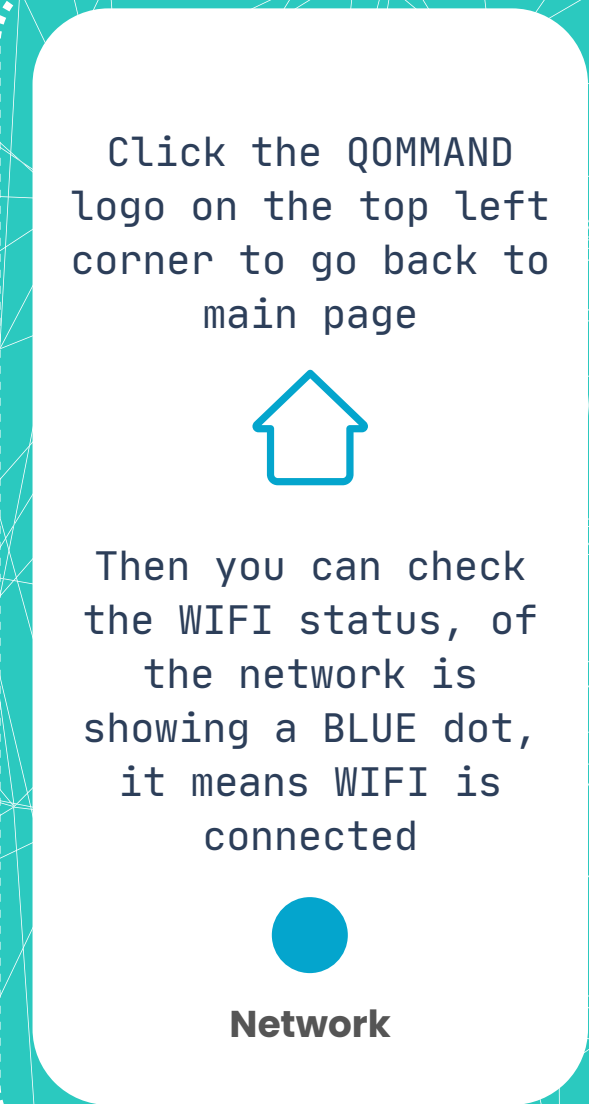 Click the QOMMAND
logo on the top left
corner to go back to
main page
Then you can check
the WIFI status, of
the network is
showing a BLUE dot,
it means WIFI is
connected
Network